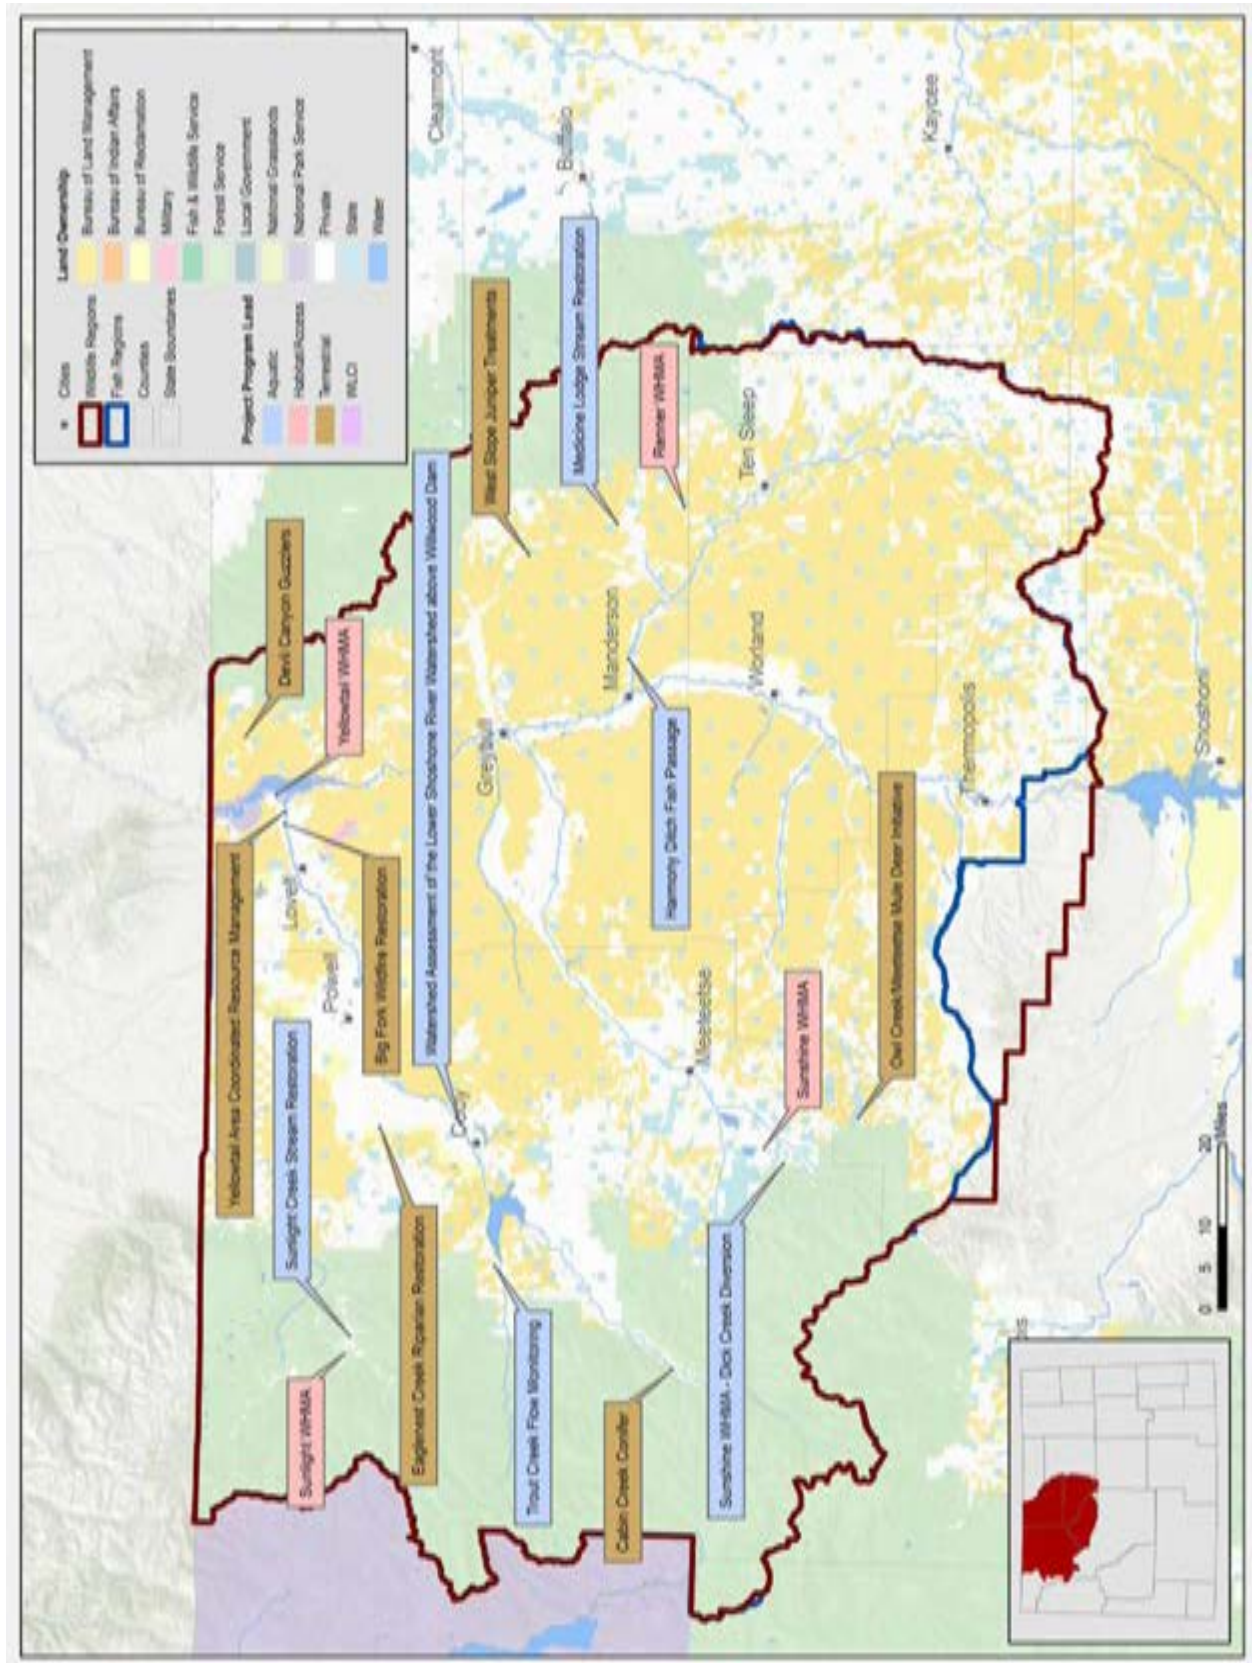 Cities
Wildlife Regions
Fish Regions
Counties
State Boundaries
Project Program Lead
Aquatic
Habitat/Access
Terrestrial
WLCI
Land Ownership
Bureau of Land Management
Bureau of Indian Affairs
Bureau of Reclamation
Military
Fish & Wildlife Service
Forest Service
Local Government
National Grasslands
National Park Service
Private
State
Water
Devil Canyon Guzzlers
Yellowtail WHMA
Yellowtail Area Coordinated Resource Management
Big Fork Wildfire Restoration
Sunlight Creek Stream Restoration
Sunlight WHMA
Eaglenest Creek Riparian Restoration
Watershed Assessment of the Lower Shoshone River Watershed above Willwood Dam
Trout Creek Flow Monitoring
Cabin Creek Conifer
Sunshine WHMA - Dick Creek Diversion
Sunshine WHMA
Owl Creek/Meeteetse Mule Deer Initiative
Harmony Ditch Fish Passage
West Slope Juniper Treatments
Medicine Lodge Stream Restoration
Renner WHMA
Clearmont
Buffalo
Kaycee
Ten Sleep
Manderson
Worland
Greybull
Lovell
Powell
Cody
Meeteetse
Thermopolis
Shoshoni
ois
0 5 10 20
Miles